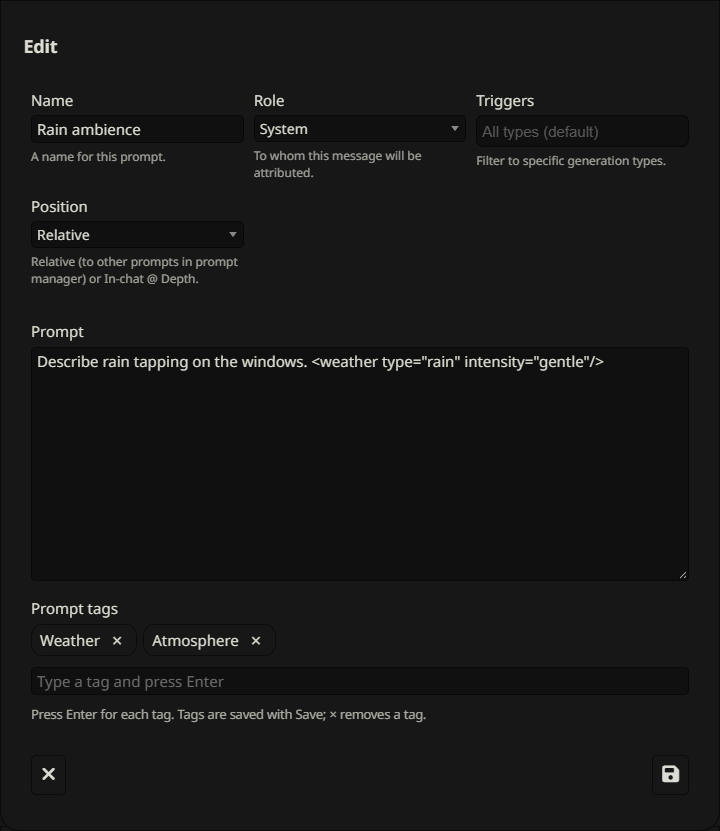 Edit
Name
Role
Triggers
Rain ambience
System
All types (default)
A name for this prompt.
To whom this message will be
attributed.
Filter to specific generation types.
Position
Relative
Relative (to other prompts in prompt
manager) or In-chat @ Depth.
Prompt
Describe rain tapping on the windows. <weather type="rain" intensity="gentle"/>
Prompt tags
Weather ×
Atmosphere ×
Type a tag and press Enter
Press Enter for each tag. Tags are saved with Save; × removes a tag.